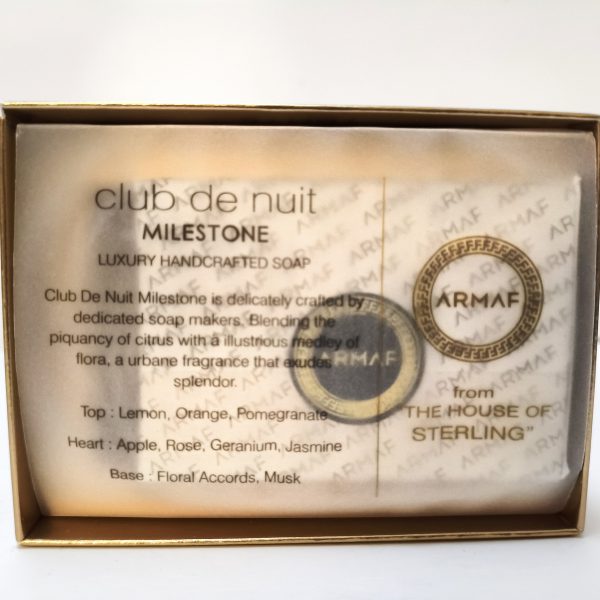 club de nuit
MILESTONE
LUXURY HANDCRAFTED SOAP
Club De Nuit Milestone is delicately crafted by
dedicated soap makers. Blending the
piquancy of citrus with a illustrious medley of
flora, a urbane fragrance that exudes
splendor.
Top : Lemon, Orange, Pomegranate
Heart : Apple, Rose, Geranium, Jasmine
Base : Floral Accords, Musk
ARMAF
ARMAF
from
"THE HOUSE OF
STERLING"